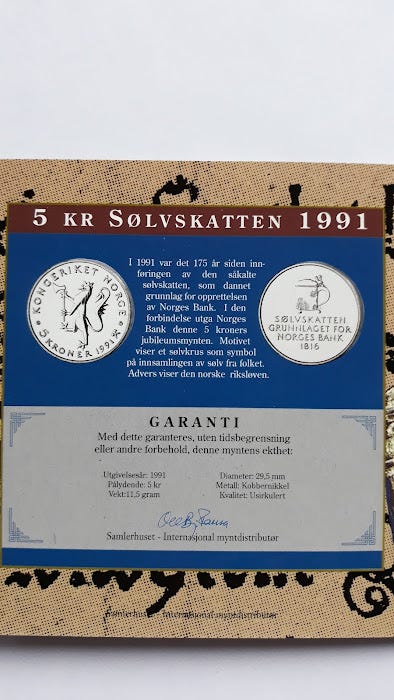 5 KR SØLVSKATTEN 1991
KONGERIKET NORGE
5 KRONER 1991
I 1991 var det 175 år siden inn-
føringen av den såkalte
sølvskatten, som dannet
grunnlag for opprettelsen
av Norges Bank. I den
forbindelse utga Norges
Bank denne 5 kroners
jubileumsmynten. Motivet
viser et sølvkrus som symbol
på innsamlingen av sølv fra folket.
Advers viser den norske riksløven.
SØLVSKATTEN
GRUNNLAGET FOR
NORGES BANK
1816
GARANTI
Med dette garanteres, uten tidsbegrensning
eller andre forbehold, denne myntens ekthet:
Utgivelsesår: 1991
Pålydende: 5 kr
Vekt:11,5 gram
Diameter: 29,5 mm
Metall: Kobbernikkel
Kvalitet: Usirkulert
Samlerhuset - Internasjonal myntdistributør
Samlerhuset - Internasjonal myntdistributør